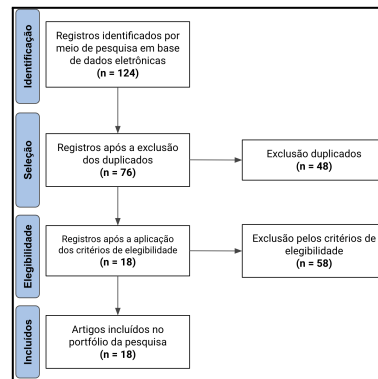 Identificação
Registros identificados por
meio de pesquisa em base
de dados eletrônicas
(n = 124)
Seleção
Registros após a exclusão
dos duplicados
(n = 76)
Exclusão duplicados
(n = 48)
Elegibilidade
Registros após a aplicação
dos critérios de elegibilidade
(n = 18)
Exclusão pelos critérios de
elegibilidade
(n = 58)
Incluídos
Artigos incluídos no
portfólio da pesquisa
(n = 18)